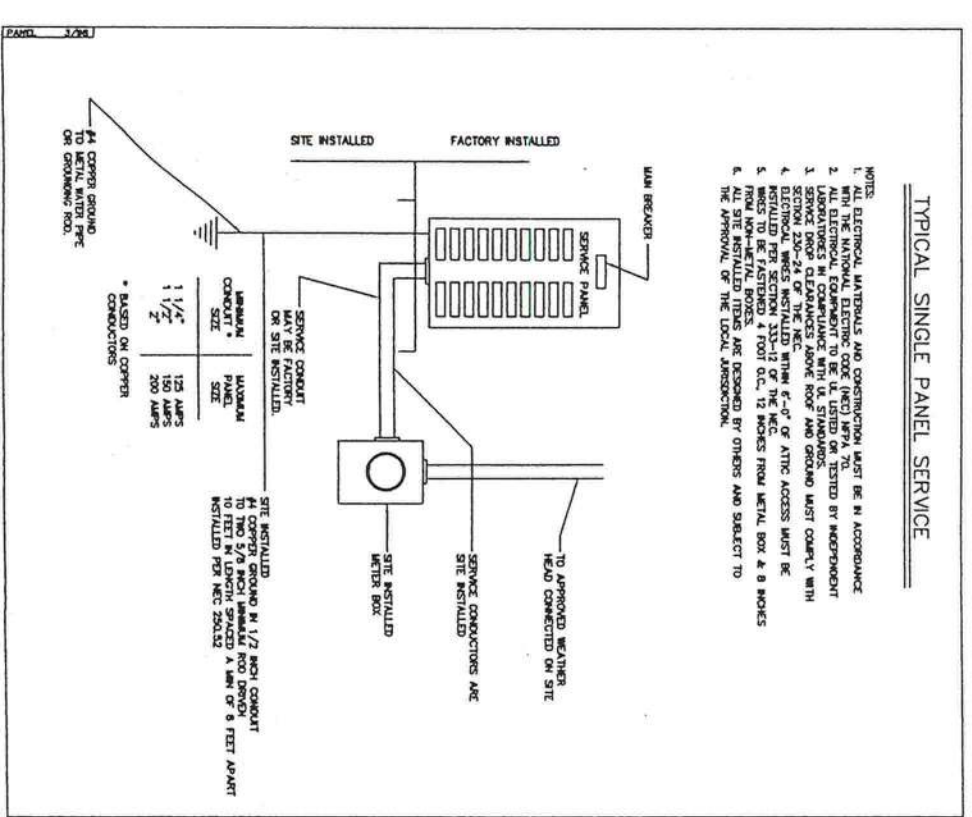 TYPICAL SINGLE PANEL SERVICE
NOTES:
1. ALL ELECTRICAL MATERIALS AND CONSTRUCTION MUST BE IN ACCORDANCE
WITH THE NATIONAL ELECTRIC CODE (NEC) NFPA 70.
2. ALL ELECTRICAL EQUIPMENT TO BE UL LISTED OR TESTED BY INDEPENDENT
LABORATORIES IN COMPLIANCE WITH UL STANDARDS.
3. SERVICE DROP CLEARANCES ABOVE ROOF AND GROUND MUST COMPLY WITH
SECTION 230-24 OF THE NEC.
4. ELECTRICAL WIRES INSTALLED WITHIN 6'-0" OF ATTIC ACCESS MUST BE
INSTALLED PER SECTION 333-12 OF THE NEC.
5. WIRES TO BE FASTENED 4 FOOT O.C., 12 INCHES FROM METAL BOX & 8 INCHES
FROM NON-METAL BOXES.
6. ALL SITE INSTALLED ITEMS ARE DESIGNED BY OTHERS AND SUBJECT TO
THE APPROVAL OF THE LOCAL JURISDICTION.
MAIN BREAKER
SERVICE PANEL
FACTORY INSTALLED
SITE INSTALLED
TO APPROVED WEATHER
HEAD CONNECTED ON SITE
SERVICE CONDUCTORS ARE
SITE INSTALLED
SITE INSTALLED
METER BOX
SERVICE CONDUIT
MAY BE FACTORY
OR SITE INSTALLED.
SITE INSTALLED
#4 COPPER GROUND IN 1/2 INCH CONDUIT
TO TWO 5/8 INCH MINIMUM ROD DRIVEN
10 FEET IN LENGTH SPACED A MIN OF 6 FEET APART
INSTALLED PER NEC 250.52
MINIMUM MAXIMUM
CONDUIT * PANEL
SIZE SIZE
1 1/4" 125 AMPS
1 1/2" 150 AMPS
2" 200 AMPS
* BASED ON COPPER
CONDUCTORS
#4 COPPER GROUND
TO METAL WATER PIPE
OR GROUNDING ROD.
PANEL